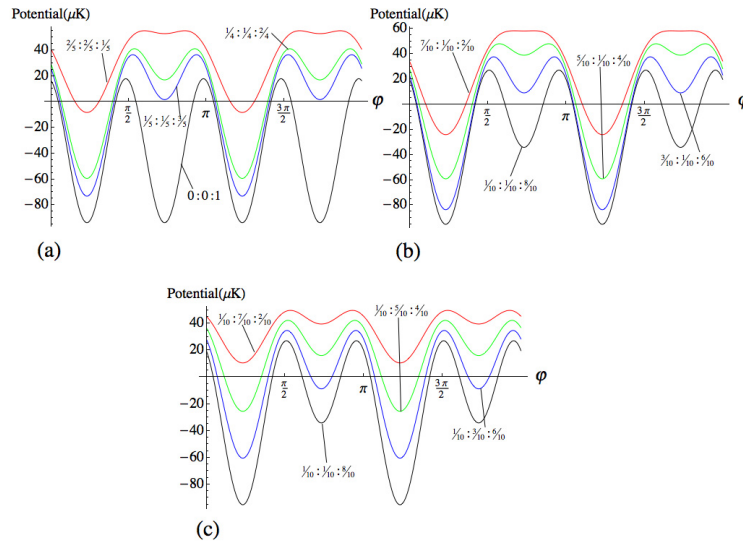 Potential(μK)
¼ : ¼ : 2⁄4
2⁄5 : 2⁄5 : 1⁄5
40
20
−20
−40
−60
−80
π/2
π
3π/2
φ
1⁄5 : 1⁄5 : 3⁄5
0 : 0 : 1
(a)
Potential(μK)
7⁄10 : 1⁄10 : 2⁄10
5⁄10 : 1⁄10 : 4⁄10
60
40
20
−20
−40
−60
−80
π/2
π
3π/2
φ
1⁄10 : 1⁄10 : 8⁄10
3⁄10 : 1⁄10 : 6⁄10
(b)
Potential(μK)
1⁄10 : 7⁄10 : 2⁄10
1⁄10 : 5⁄10 : 4⁄10
40
20
−20
−40
−60
−80
π/2
π
3π/2
φ
1⁄10 : 1⁄10 : 8⁄10
1⁄10 : 3⁄10 : 6⁄10
(c)